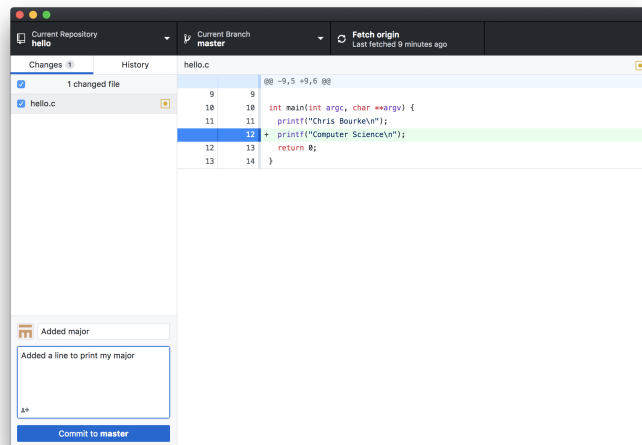 Current Repository
hello
Current Branch
master
Fetch origin
Last fetched 9 minutes ago
Changes 1
History
hello.c
1 changed file
hello.c
@@ -9,5 +9,6 @@
9 9
10 10 int main(int argc, char **argv) {
11 11 printf("Chris Bourke\n");
12 + printf("Computer Science\n");
12 13 return 0;
13 14 }
Added major
Added a line to print my major
Commit to master